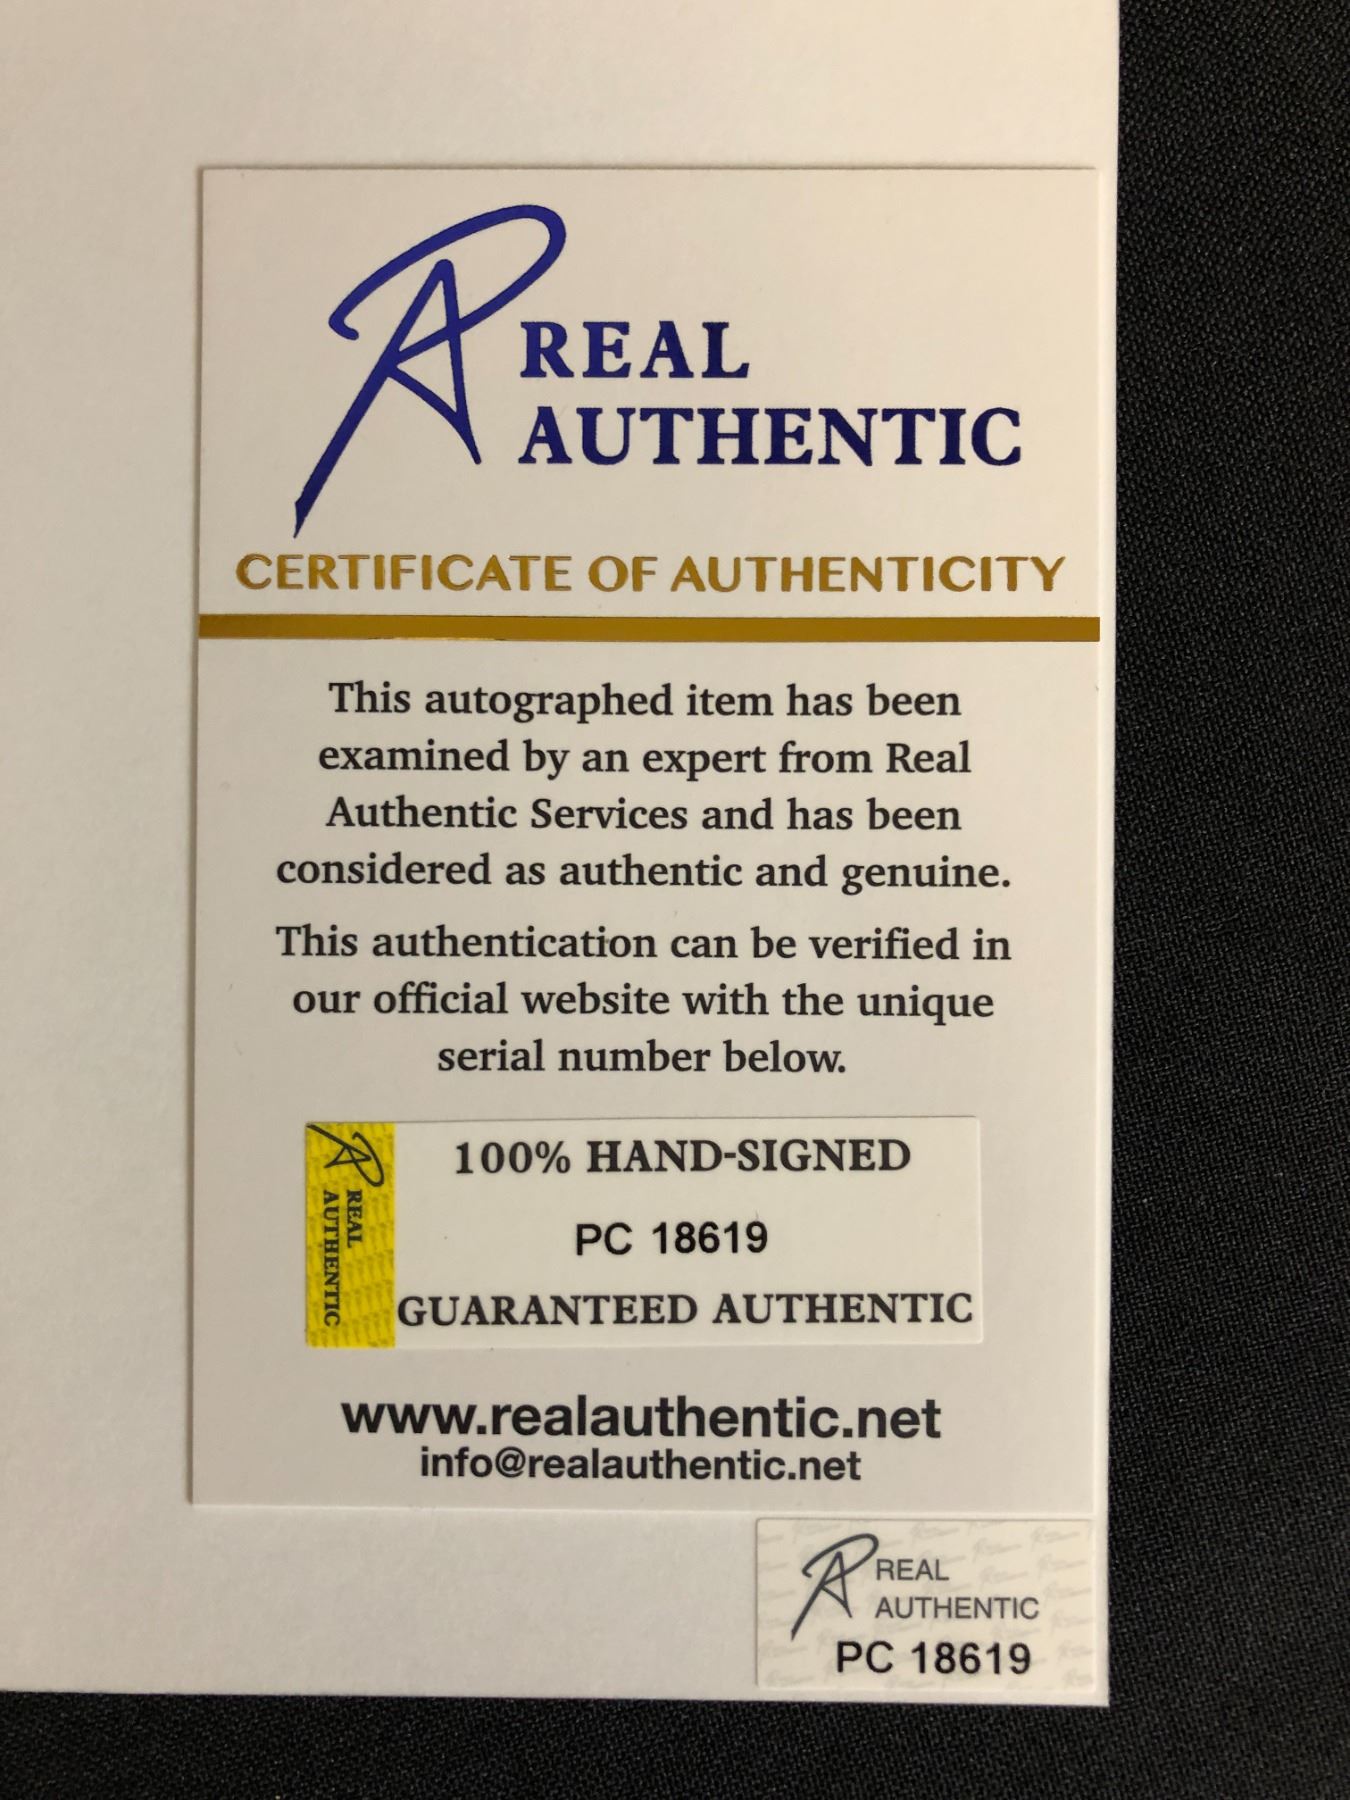 REAL
AUTHENTIC
CERTIFICATE OF AUTHENTICITY
This autographed item has been
examined by an expert from Real
Authentic Services and has been
considered as authentic and genuine.
This authentication can be verified in
our official website with the unique
serial number below.
REAL
AUTHENTIC
100% HAND-SIGNED
PC 18619
GUARANTEED AUTHENTIC
www.realauthentic.net
info@realauthentic.net
REAL
AUTHENTIC
PC 18619